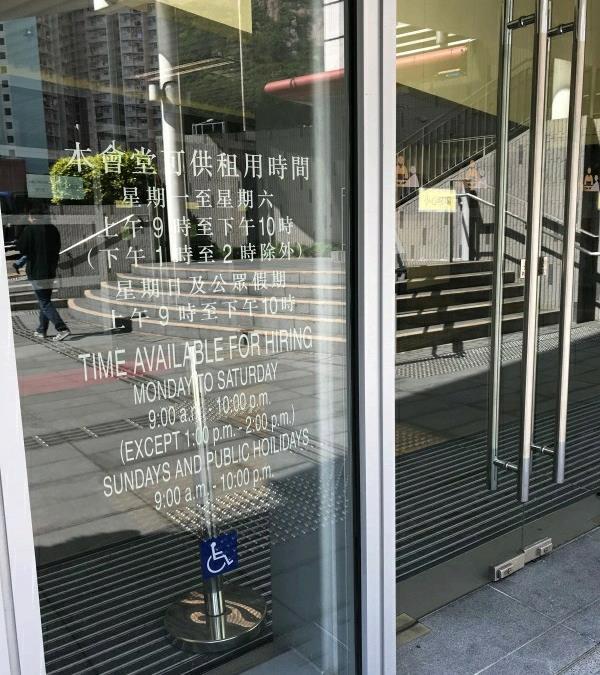 本會堂可供租用時間
星期一至星期六
上午9時至下午10時
(下午1時至2時除外)
星期日及公眾假期
上午9時至下午10時
TIME AVAILABLE FOR HIRING
MONDAY TO SATURDAY
9:00 a.m. - 10:00 p.m.
(EXCEPT 1:00 p.m. - 2:00 p.m.)
SUNDAYS AND PUBLIC HOILIDAYS
9:00 a.m. - 10:00 p.m.